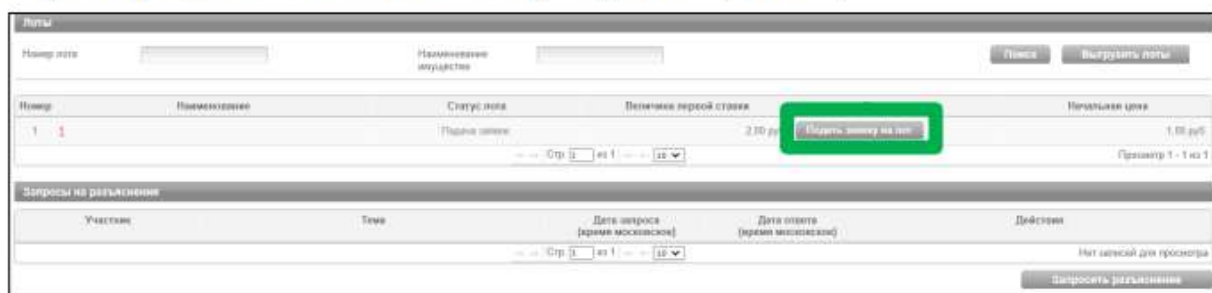 Лоты
Номер лота Наименование имущества Поиск Выгрузить лоты
Номер Наименование Статус лота Величина первой ставки Начальная цена
1 1 Подача заявок 2,00 руб Подать заявку на лот 1,00 руб
Стр. 1 из 1 10 Просмотр 1 - 1 из 1
Запросы на разъяснение
Участник Тема Дата запроса (время московское) Дата ответа (время московское) Действия
Стр. 1 из 1 10 Нет записей для просмотра
Запросить разъяснение